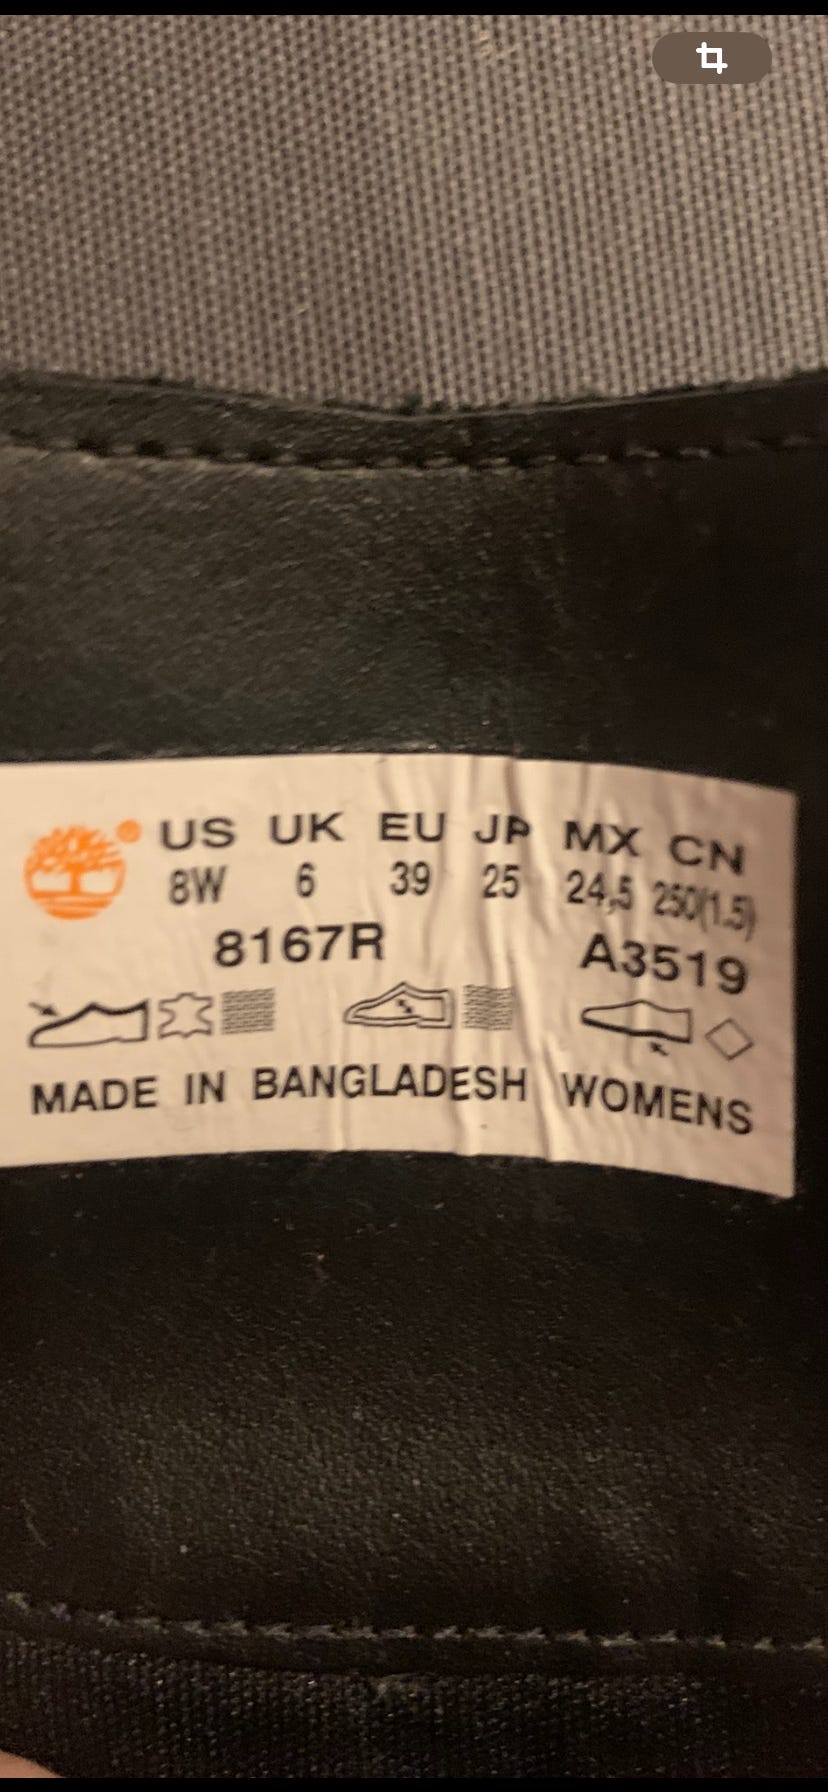 ® US UK EU JP MX CN
8W 6 39 25 24,5 250(1.5)
8167R A3519
MADE IN BANGLADESH WOMENS